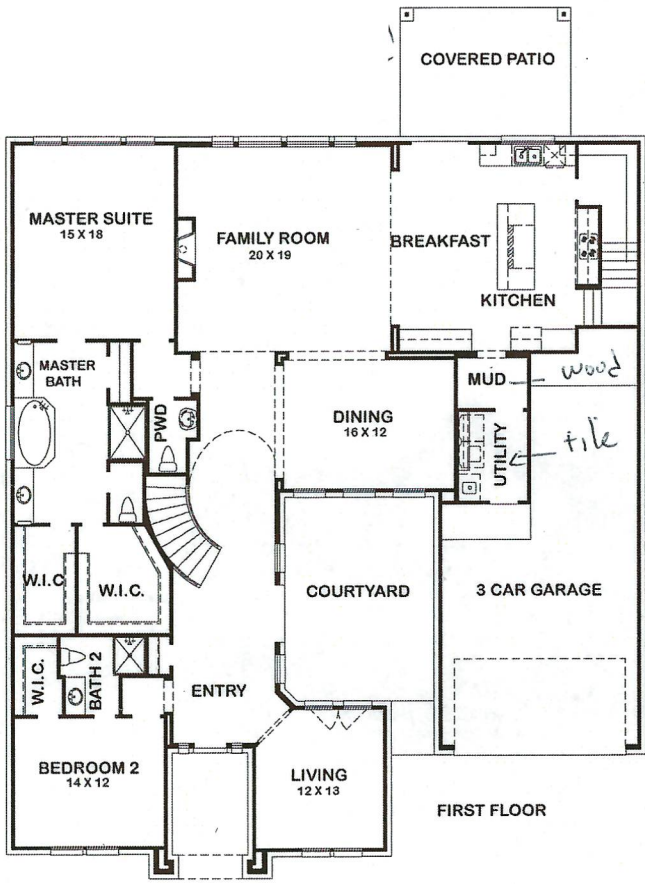 COVERED PATIO
MASTER SUITE
15 X 18
FAMILY ROOM
20 X 19
BREAKFAST
KITCHEN
MASTER
BATH
PWD
DINING
16 X 12
MUD
wood
UTILITY
tile
W.I.C
W.I.C.
COURTYARD
3 CAR GARAGE
W.I.C.
BATH 2
ENTRY
BEDROOM 2
14 X 12
LIVING
12 X 13
FIRST FLOOR